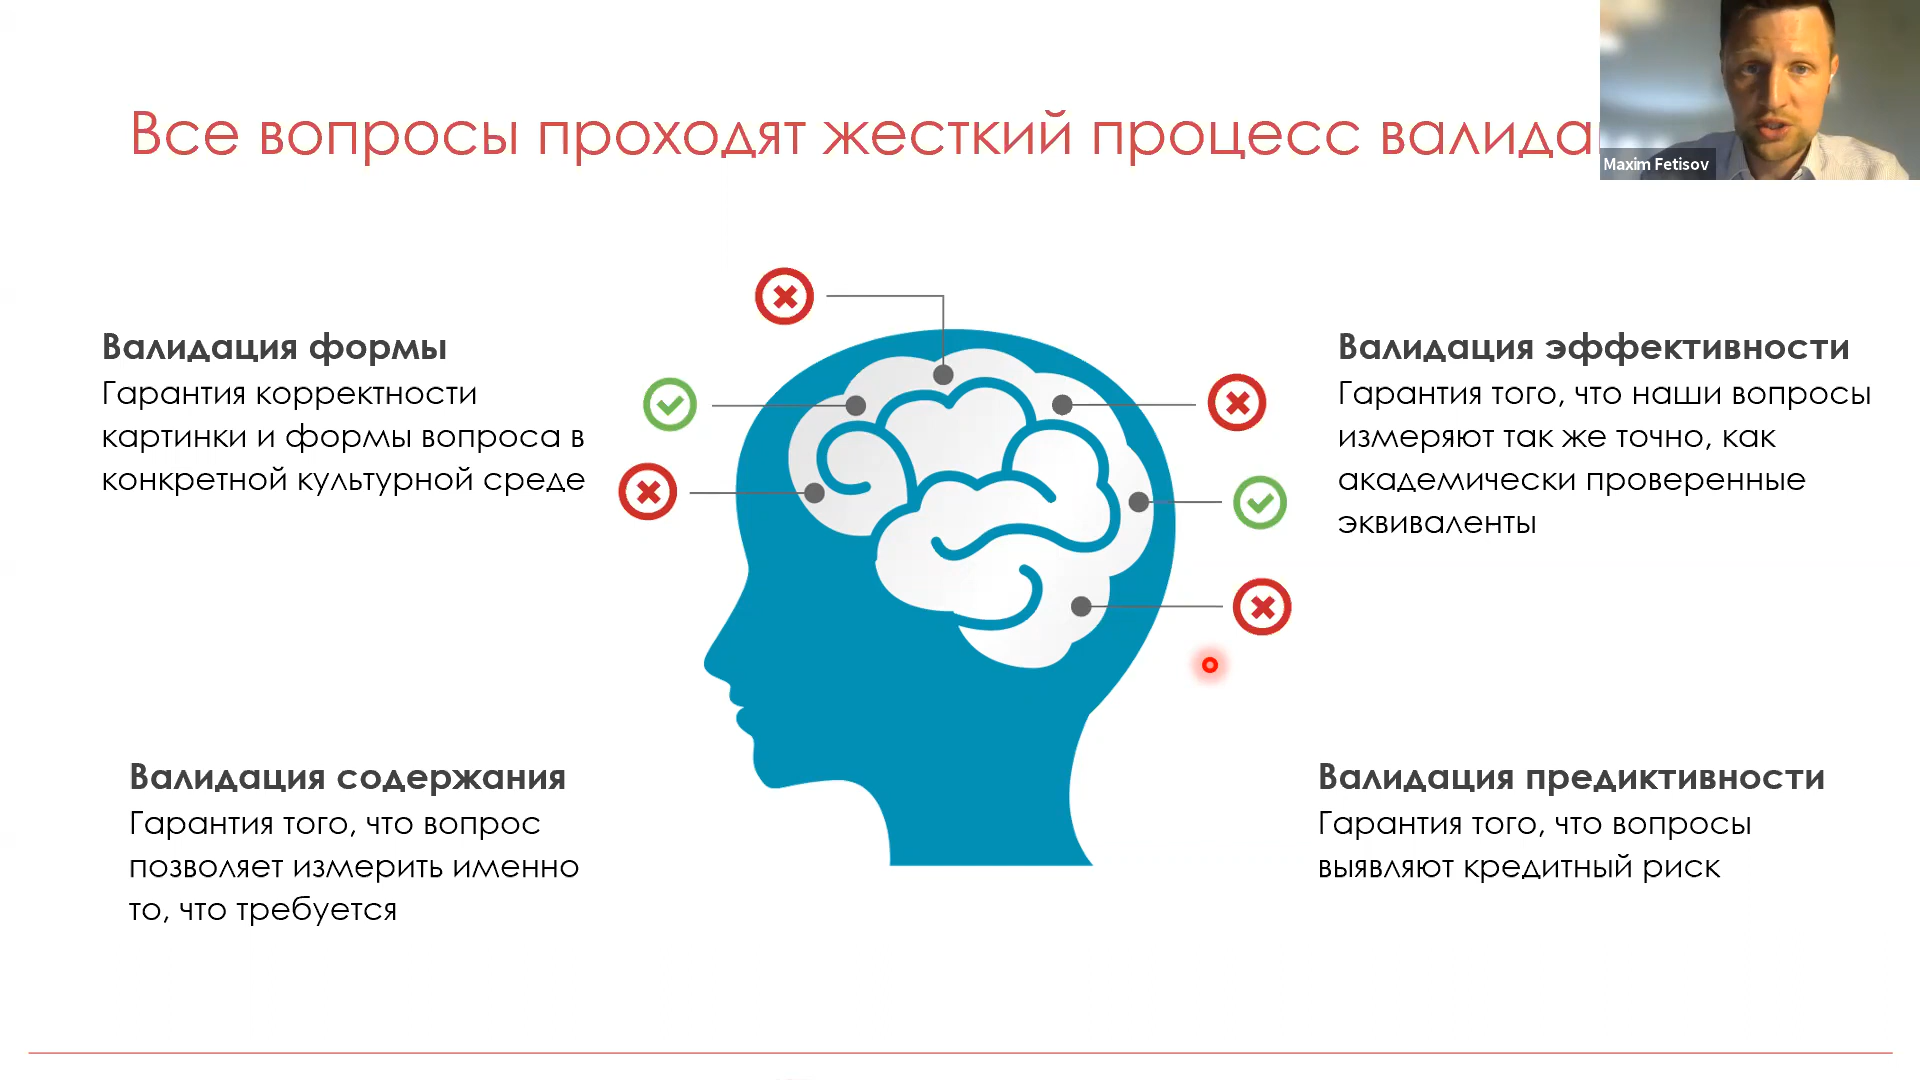 Все вопросы проходят жесткий процесс
Maxim Fetisov
Валидация формы
Гарантия корректности
картинки и формы вопроса в
конкретной культурной среде
Валидация эффективности
Гарантия того, что наши вопросы
измеряют так же точно, как
академически проверенные
эквиваленты
Валидация содержания
Гарантия того, что вопрос
позволяет измерить именно
то, что требуется
Валидация предиктивности
Гарантия того, что вопросы
выявляют кредитный риск